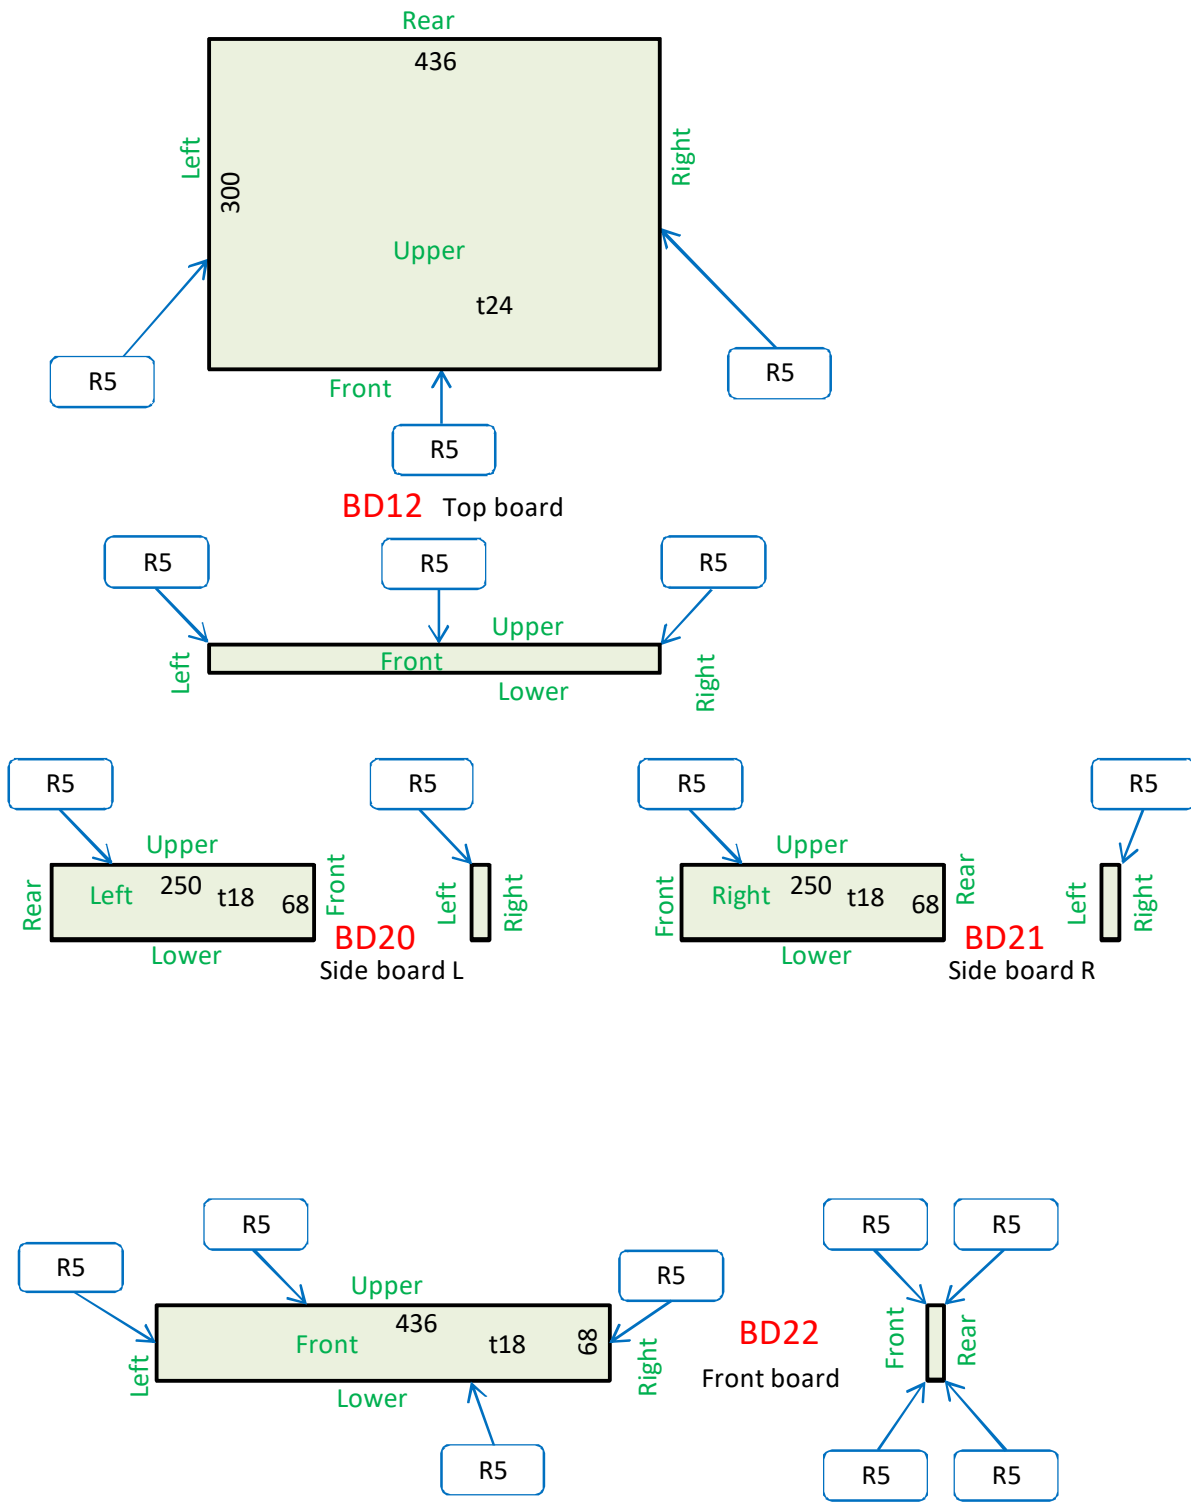 Rear
436
Left
Right
300
Upper
t24
R5
R5
Front
R5
BD12 Top board
R5
R5
R5
Upper
Left
Front
Right
Lower
R5
R5
R5
R5
Upper
Upper
Rear
Left
250
t18
68
Front
Left
Right
Front
Right
250
t18
68
Rear
Left
Right
Lower
BD20
Lower
BD21
Side board L
Side board R
R5
R5
R5
R5
R5
Upper
436
Left
Front
t18
68
Right
BD22
Front
Rear
Lower
Front board
R5
R5
R5